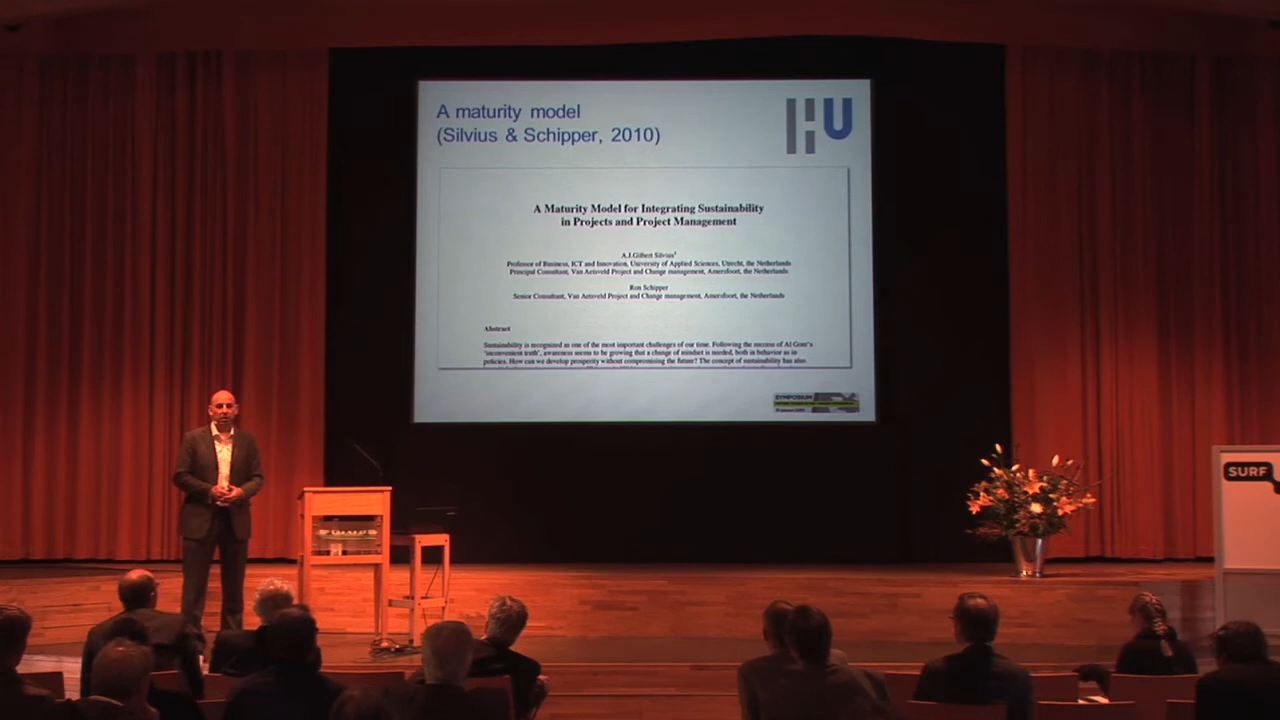 A maturity model
(Silvius & Schipper, 2010)
HU
A Maturity Model for Integrating Sustainability
in Projects and Project Management
A.J.Gilbert Silvius¹
Professor of Business, ICT and Innovation, University of Applied Sciences, Utrecht, the Netherlands
Principal Consultant, Van Aetsveld Project and Change management, Amersfoort, the Netherlands
Ron Schipper
Senior Consultant, Van Aetsveld Project and Change management, Amersfoort, the Netherlands
Abstract
Sustainability is recognized as one of the most important challenges of our time. Following the success of Al Gore's
'inconvenient truth', awareness seems to be growing that a change of mindset is needed, both in behavior as in
policies. How can we develop prosperity without compromising the future? The concept of sustainability has also
SYMPOSIUM
SURF